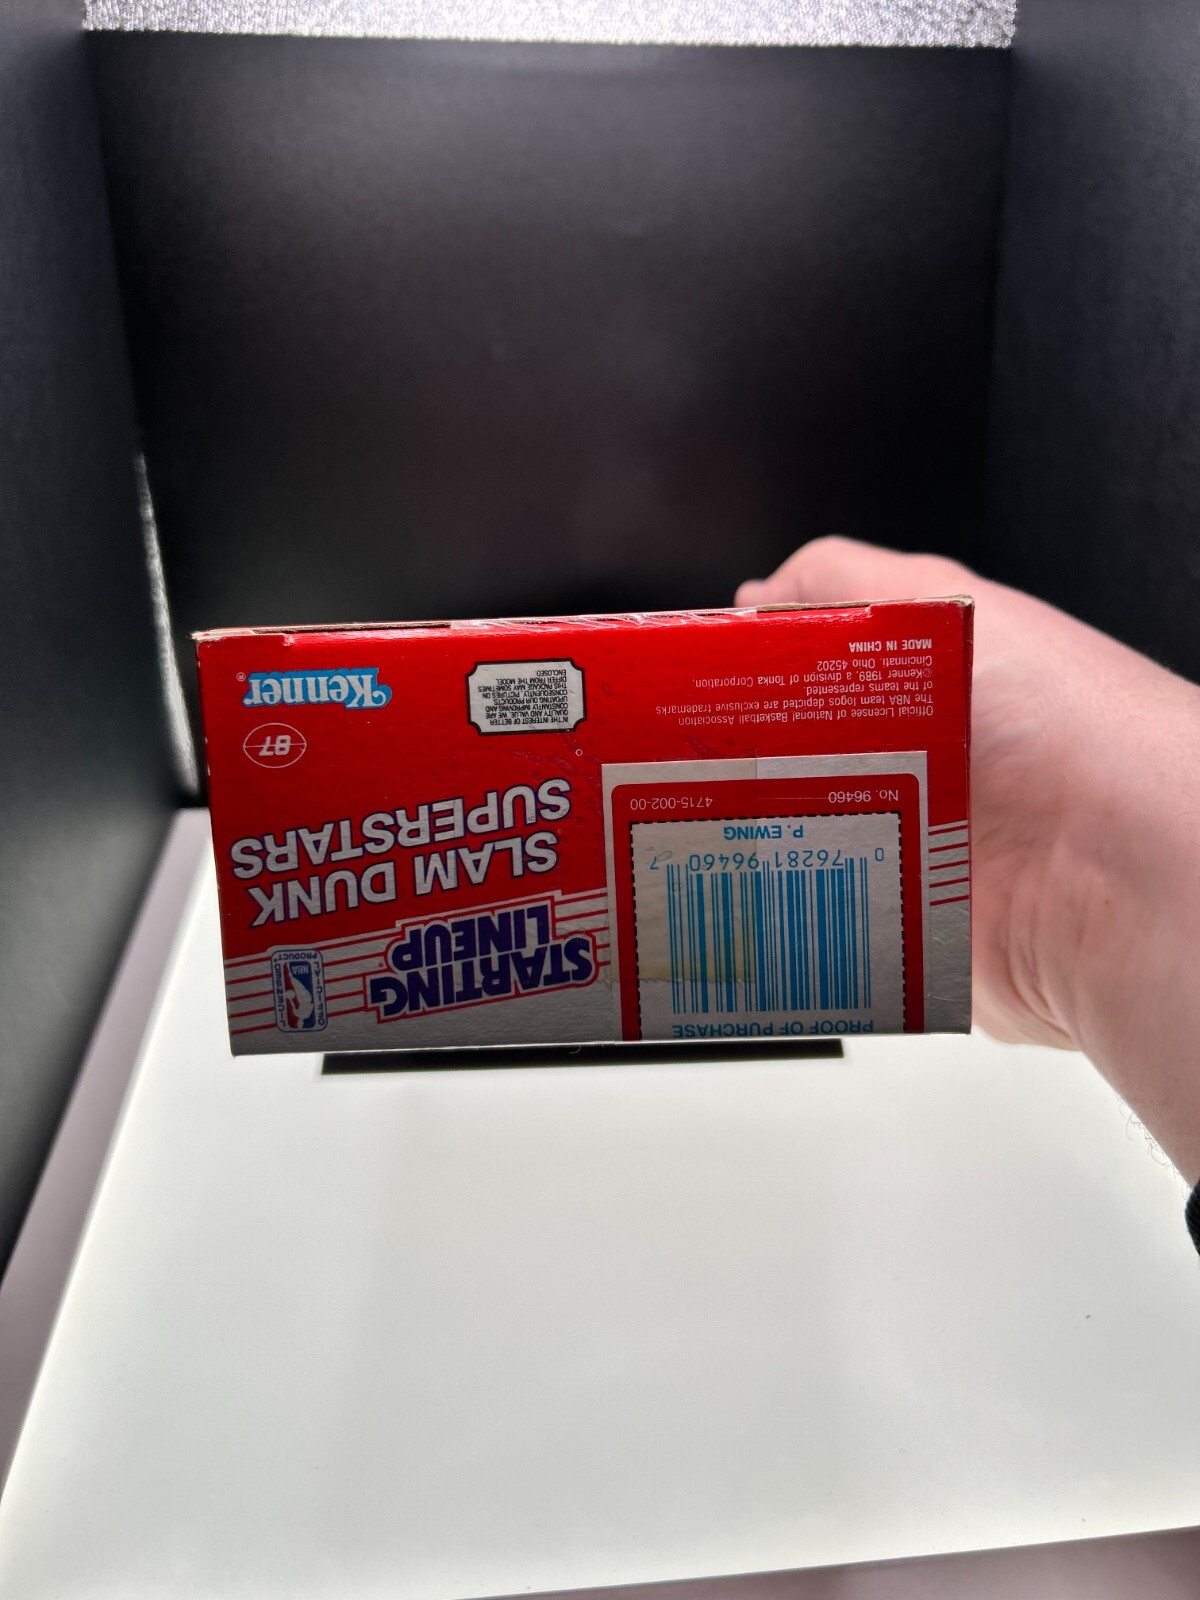 PROOF OF PURCHASE
0 76281 96460 7
P. EWING
No. 96460 4715-002-00
STARTING
LINEUP
SLAM DUNK
SUPERSTARS
OFFICIAL
NBA
LICENSED
PRODUCT
87
Kenner®
IN THE INTEREST OF BETTER
QUALITY AND VALUE, WE ARE
CONSTANTLY IMPROVING AND
UPDATING OUR PRODUCTS.
CONSEQUENTLY, PICTURES ON
THIS PACKAGE MAY SOMETIMES
DIFFER FROM THE MODEL
ENCLOSED.
Official Licensee of National Basketball Association
The NBA team logos depicted are exclusive trademarks
of the teams represented.
©Kenner 1989, a division of Tonka Corporation.
Cincinnati, Ohio 45202
MADE IN CHINA